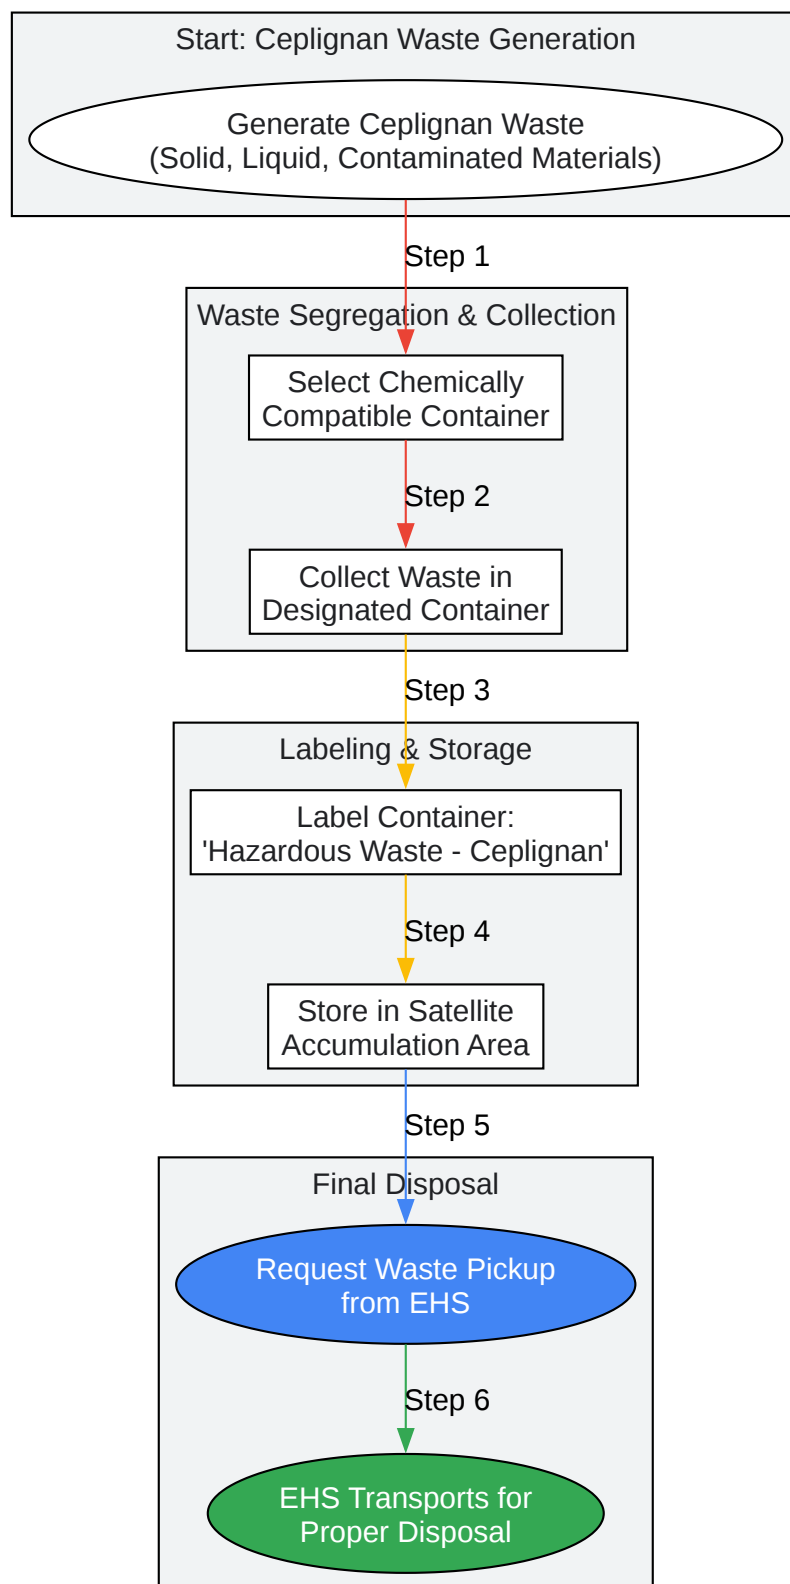 Start: Ceplignan Waste Generation
Generate Ceplignan Waste
(Solid, Liquid, Contaminated Materials)
Step 1
Waste Segregation & Collection
Select Chemically
Compatible Container
Step 2
Collect Waste in
Designated Container
Step 3
Labeling & Storage
Label Container:
'Hazardous Waste - Ceplignan'
Step 4
Store in Satellite
Accumulation Area
Step 5
Final Disposal
Request Waste Pickup
from EHS
Step 6
EHS Transports for
Proper Disposal